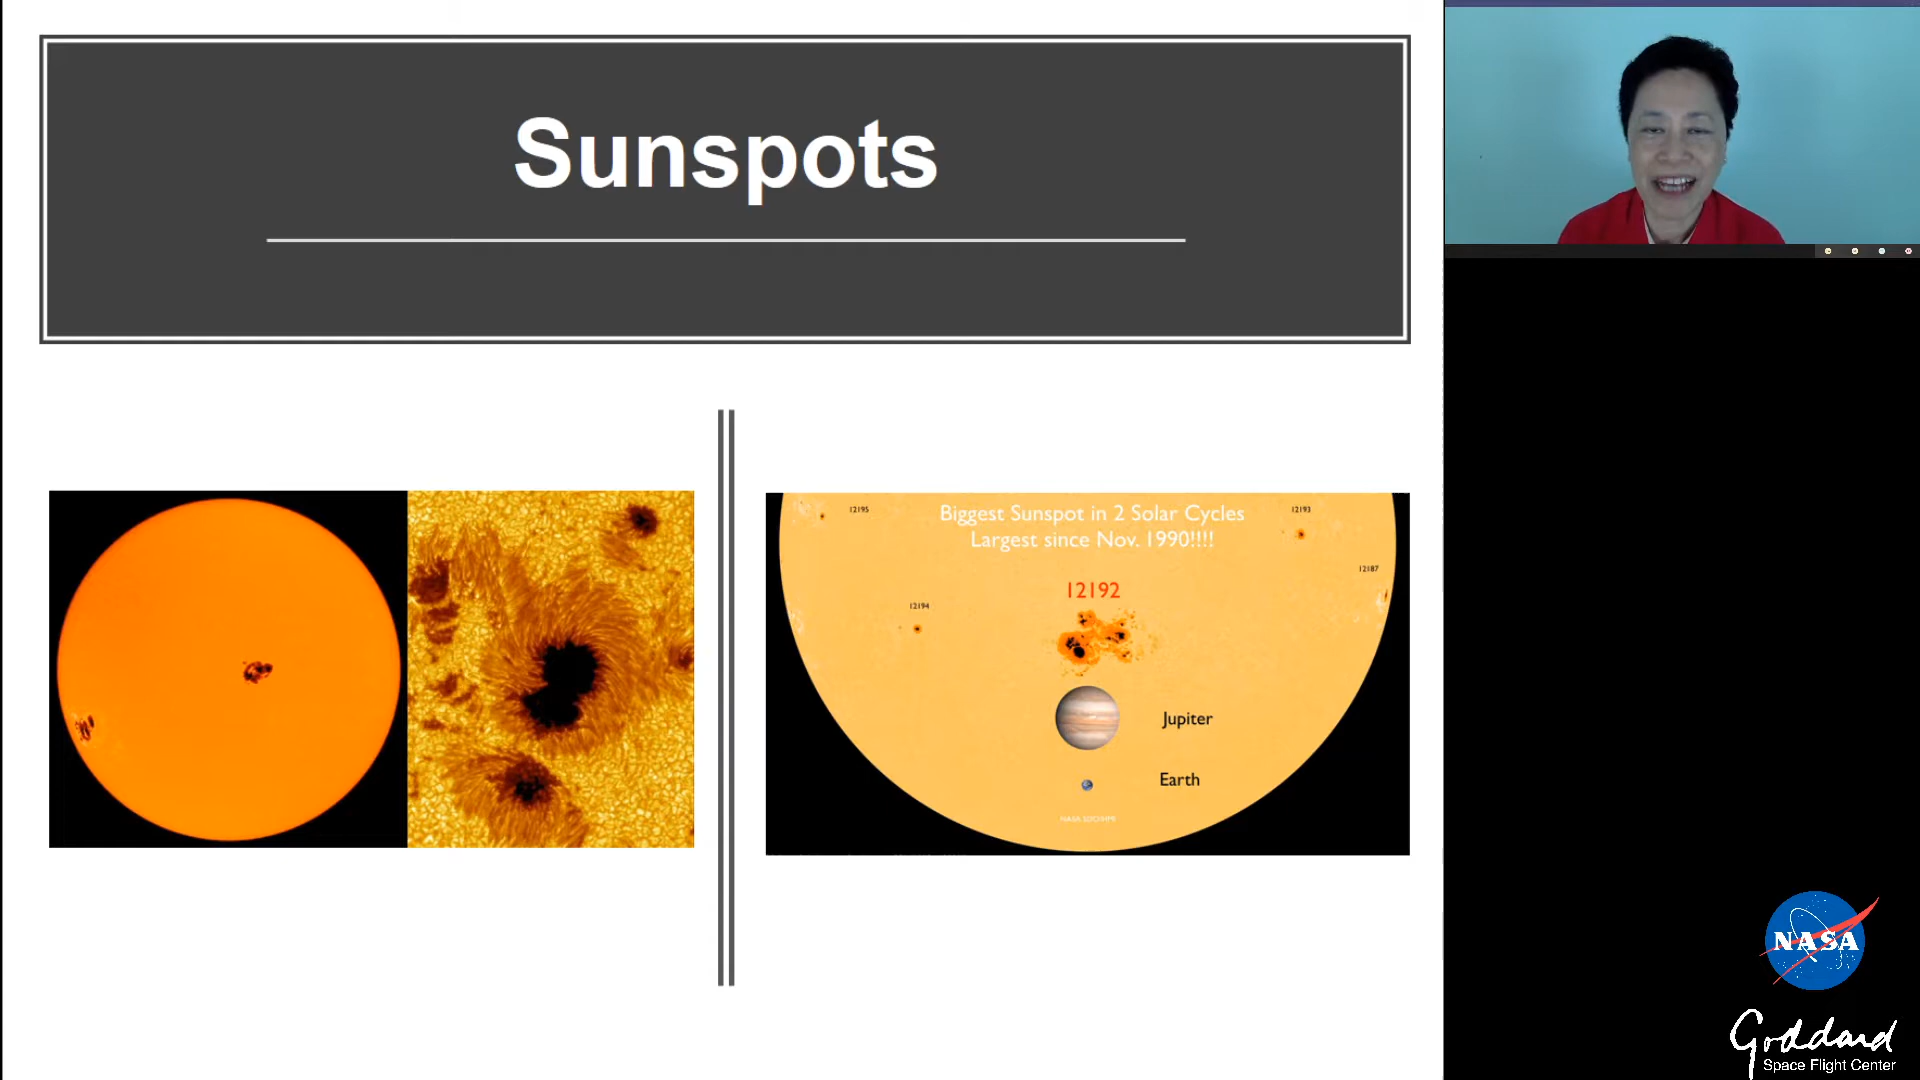 Sunspots
12195
Biggest Sunspot in 2 Solar Cycles
12193
Largest since Nov. 1990!!!!
12187
12192
12194
Jupiter
Earth
NASA
Goddard
Space Flight Center